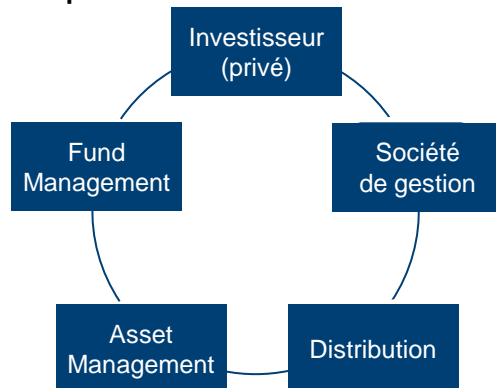 Investisseur
(privé)
Fund
Management
Société
de gestion
Asset
Management
Distribution